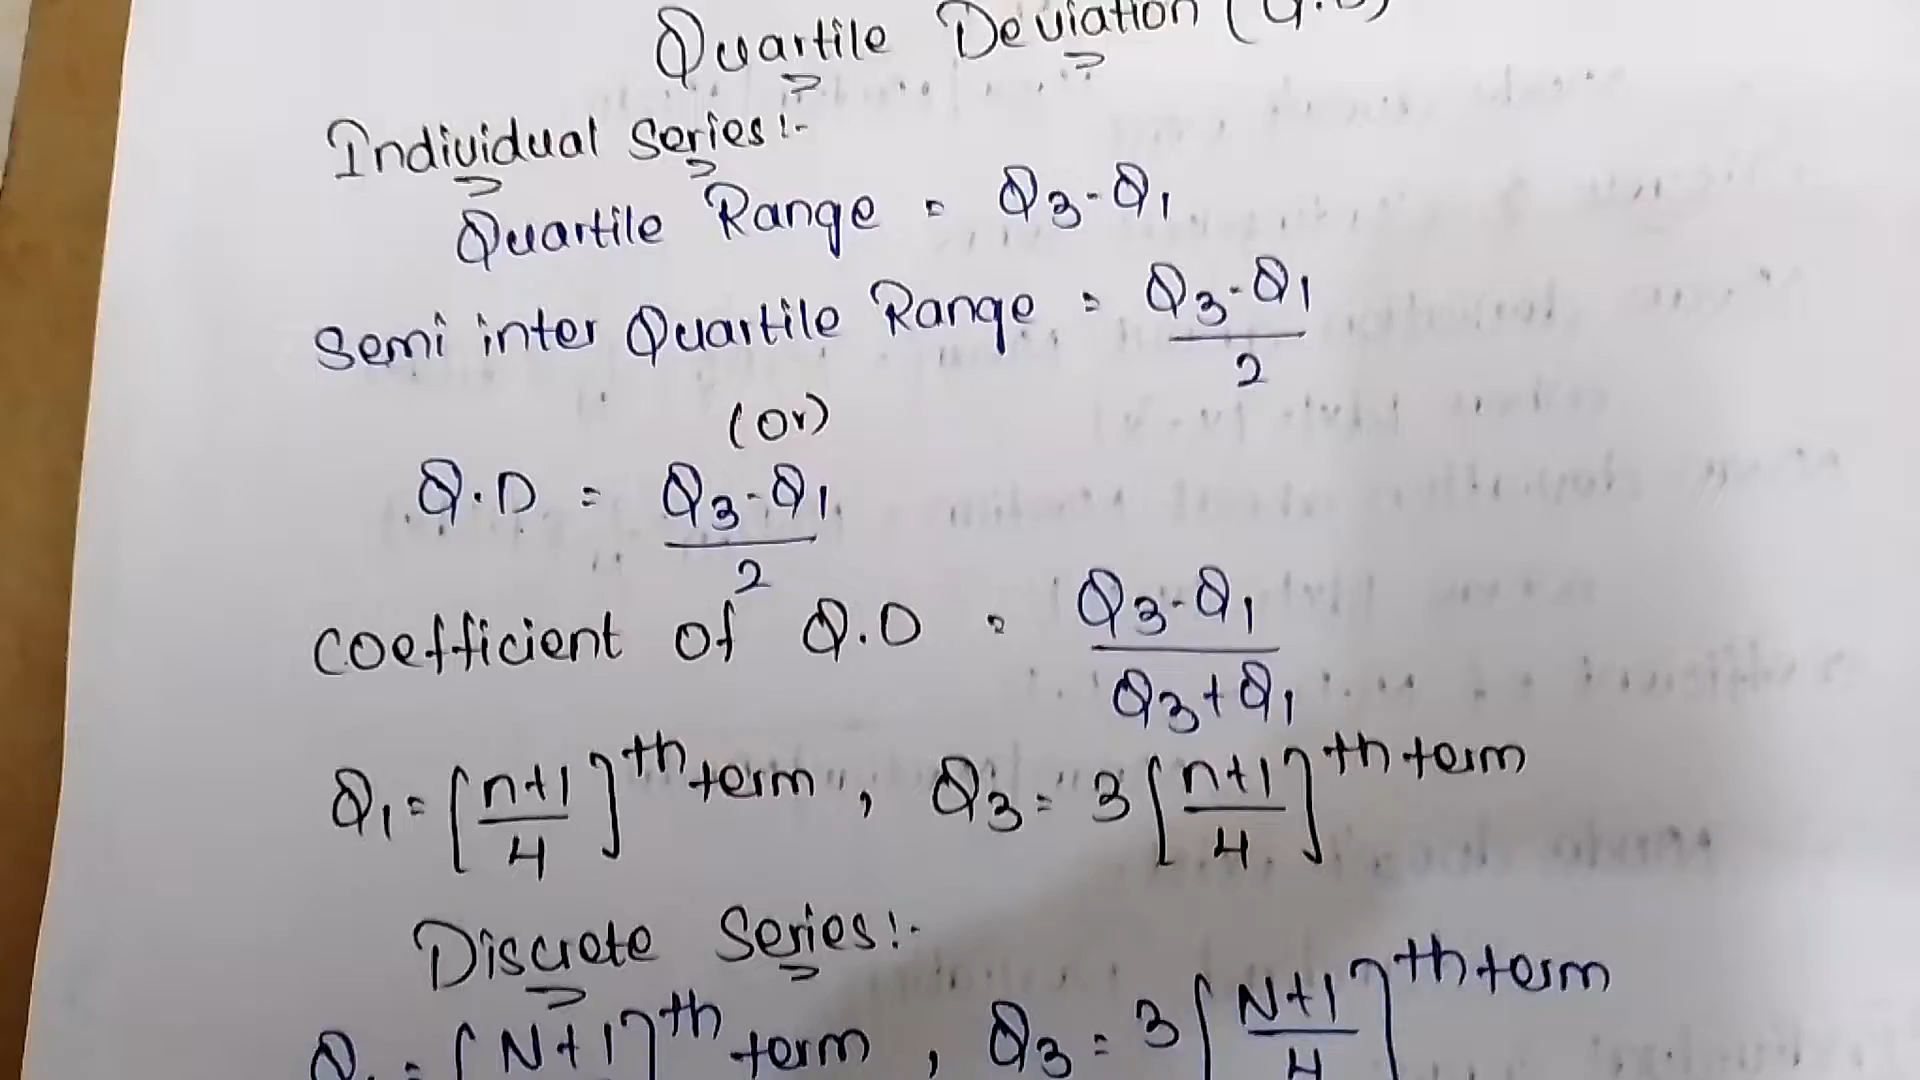 Quartile Deviation (Q.D)
Individual Series:-
Quartile Range = Q3-Q1
Semi inter Quartile Range = Q3-Q1
2
(or)
Q.D = Q3-Q1
2
coefficient of Q.D = Q3-Q1
Q3+Q1
Q1 = [n+1/4]th term, Q3 = 3[n+1/4]th term
Discrete Series:-
Q1 = [N+1]th term, Q3 = 3[N+1/4]th term